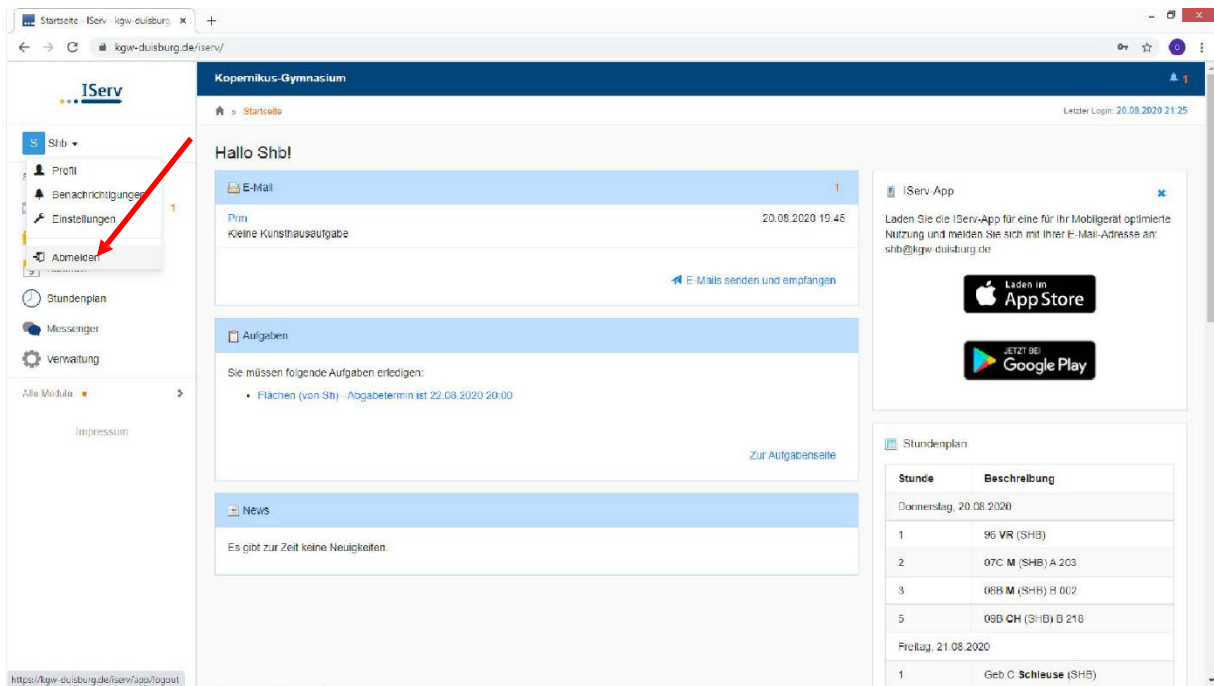 Startseite - IServ - kgw-duisburg
kgw-duisburg.de/iserv/
IServ
Kopernikus-Gymnasium
1
» Startseite
Letzter Login: 20.08.2020 21:25
S Shb
Profil
Benachrichtigungen
Einstellungen
1
Abmelden
Stundenplan
Messenger
Verwaltung
Alle Module
Impressum
Hallo Shb!
E-Mail 1
Prm 20.08.2020 19:45
Kleine Kunsthausaufgabe
E-Mails senden und empfangen
Aufgaben
Sie müssen folgende Aufgaben erledigen:
• Flächen (von Sh) - Abgabetermin ist 22.08.2020 20:00
Zur Aufgabenseite
News
Es gibt zur Zeit keine Neuigkeiten.
IServ-App
Laden Sie die IServ-App für eine für Ihr Mobilgerät optimierte
Nutzung und melden Sie sich mit Ihrer E-Mail-Adresse an:
shb@kgw-duisburg.de
Laden im
App Store
JETZT BEI
Google Play
Stundenplan
Stunde Beschreibung
Donnerstag, 20.08.2020
1 96 VR (SHB)
2 07C M (SHB) A 203
3 06B M (SHB) B 002
5 09B CH (SHB) B 218
Freitag, 21.08.2020
1 Geb C Schleuse (SHB)
https://kgw-duisburg.de/iserv/app/logout